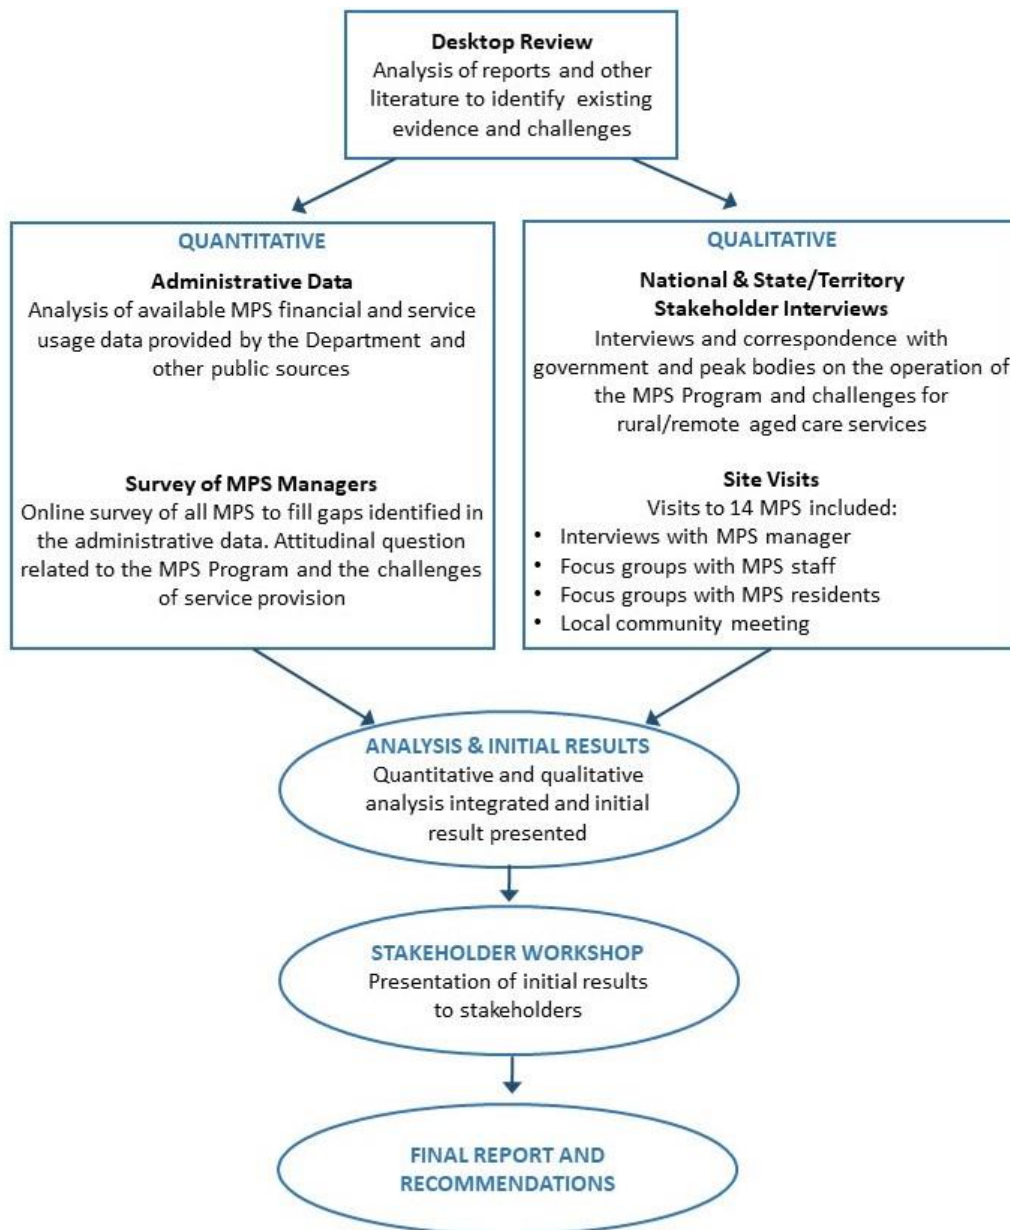 Desktop Review
Analysis of reports and other
literature to identify existing
evidence and challenges
QUANTITATIVE
Administrative Data
Analysis of available MPS financial and service
usage data provided by the Department and
other public sources
Survey of MPS Managers
Online survey of all MPS to fill gaps identified in
the administrative data. Attitudinal question
related to the MPS Program and the challenges
of service provision
QUALITATIVE
National & State/Territory
Stakeholder Interviews
Interviews and correspondence with
government and peak bodies on the operation of
the MPS Program and challenges for
rural/remote aged care services
Site Visits
Visits to 14 MPS included:
• Interviews with MPS manager
• Focus groups with MPS staff
• Focus groups with MPS residents
• Local community meeting
ANALYSIS & INITIAL RESULTS
Quantitative and qualitative
analysis integrated and initial
result presented
STAKEHOLDER WORKSHOP
Presentation of initial results
to stakeholders
FINAL REPORT AND
RECOMMENDATIONS